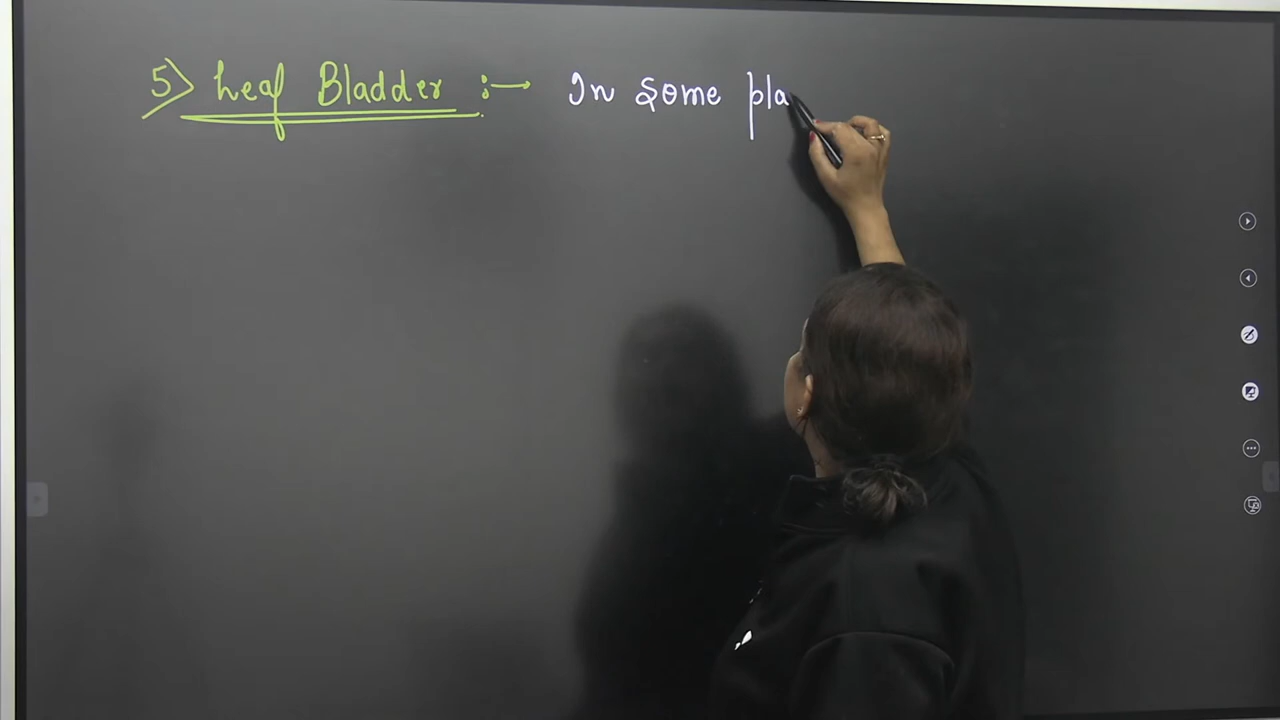 5) Leaf Bladder :→ In some pla